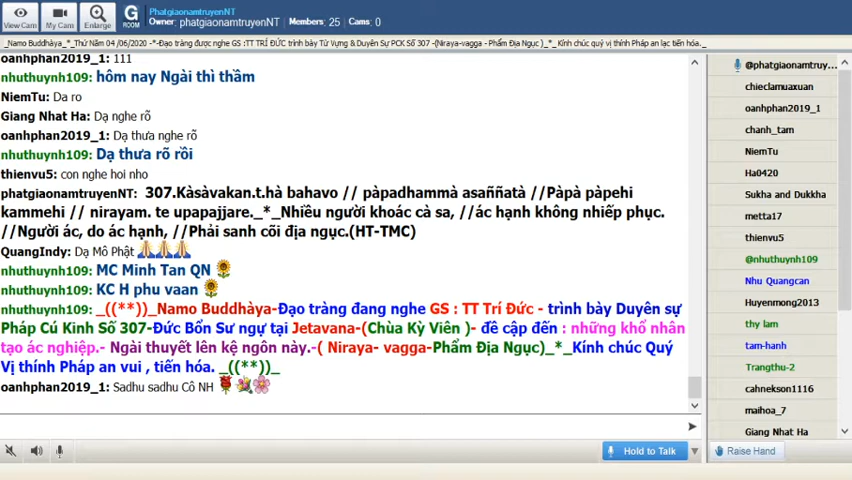 View Cam
My Cam
Enlarge
G ROOM
PhatgiaonamtruyenNT
Owner: phatgiaonamtruyenNT Members: 25 Cams: 0
_Namo Buddhàya_*_Thứ Năm 04 /06/2020 -*-Đạo tràng được nghe GS :TT TRÍ ĐỨC trình bày Từ Vựng & Duyên Sự PCK Số 307 -(Niraya-vagga - Phẩm Địa Ngục )_*_ Kính chúc quý vị thính Pháp an lạc tiến hóa._
oanhphan2019_1: 111
nhuthuynh109: hôm nay Ngài thì thầm
NiemTu: Da ro
Giang Nhat Ha: Dạ nghe rõ
oanhphan2019_1: Dạ thưa nghe rõ
nhuthuynh109: Dạ thưa rõ rồi
thienvu5: con nghe hoi nho
phatgiaonamtruyenNT: 307.Kàsàvakan.t.hà bahavo // pàpadhammà asaññatà //Pàpà pàpehi
kammehi // nirayam. te upapajjare._*_Nhiều người khoác cà sa, //ác hạnh không nhiếp phục.
//Người ác, do ác hạnh, //Phải sanh cõi địa ngục.(HT-TMC)
QuangIndy: Dạ Mô Phật
nhuthuynh109: MC Minh Tan QN
nhuthuynh109: KC H phu vaan
nhuthuynh109: _((**))_Namo Buddhàya-Đạo tràng đang nghe GS : TT Trí Đức - trình bày Duyên sự
Pháp Cú Kinh Số 307-Đức Bổn Sư ngự tại Jetavana-(Chùa Kỳ Viên )- đề cập đến : những khổ nhân
tạo ác nghiệp.- Ngài thuyết lên kệ ngôn này.-( Niraya- vagga-Phẩm Địa Ngục)_*_Kính chúc Quý
Vị thính Pháp an vui , tiến hóa. _((**))_
oanhphan2019_1: Sadhu sadhu Cô NH
@phatgiaonamtruy...
chieclamuaxuan
oanhphan2019_1
chanh_tam
NiemTu
Ha0420
Sukha and Dukkha
metta17
thienvu5
@nhuthuynh109
Nhu Quangcan
Huyenmong2013
thy lam
tam-hanh
Trangthu-2
cahnekson1116
maihoa_7
Giang Nhat Ha
Hold to Talk
Raise Hand